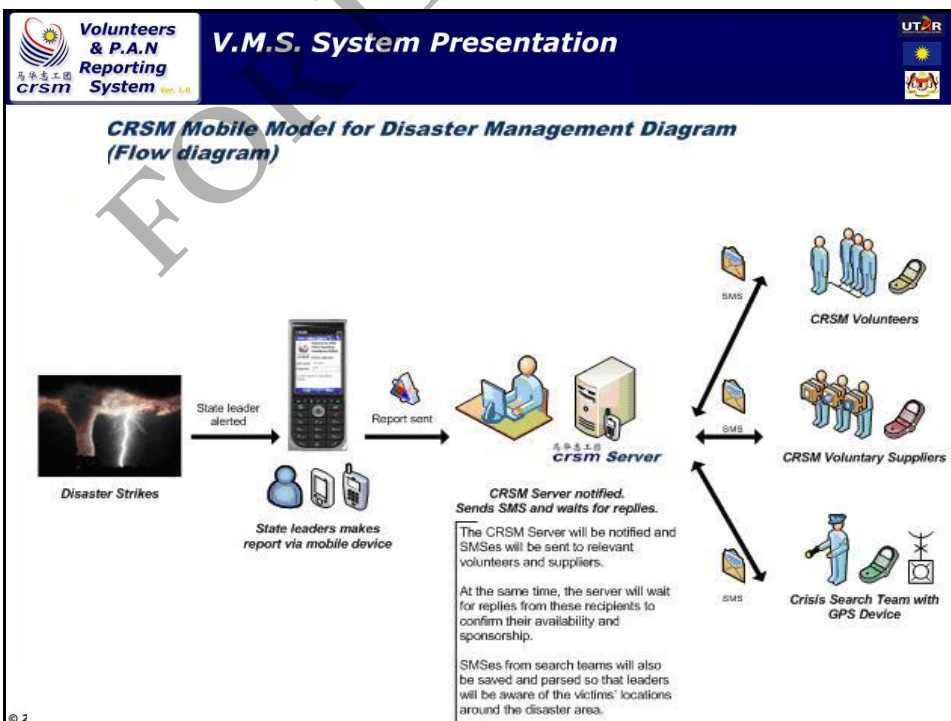 Volunteers
& P.A.N
Reporting
System Ver. 1.0
马华志工团
crsm
V.M.S. System Presentation
UTAR
CRSM Mobile Model for Disaster Management Diagram
(Flow diagram)
FOR
SMS
CRSM Volunteers
State leader
alerted
Report sent
SMS
马华志工团
crsm Server
CRSM Voluntary Suppliers
Disaster Strikes
State leaders makes
report via mobile device
CRSM Server notified.
Sends SMS and waits for replies.
The CRSM Server will be notified and
SMSes will be sent to relevant
volunteers and suppliers.
At the same time, the server will wait
for replies from these recipients to
confirm their availability and
sponsorship.
SMSes from search teams will also
be saved and parsed so that leaders
will be aware of the victims' locations
around the disaster area.
SMS
Crisis Search Team with
GPS Device
© 2